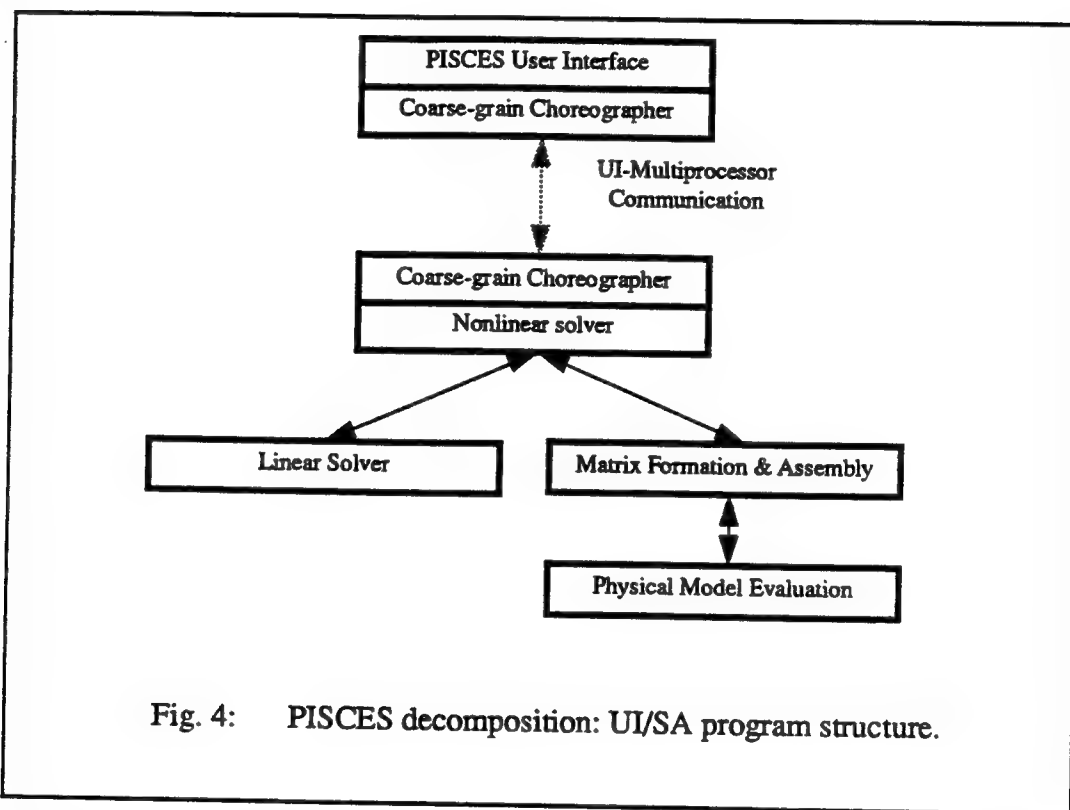 PISCES User Interface
Coarse-grain Choreographer
UI-Multiprocessor
Communication
Coarse-grain Choreographer
Nonlinear solver
Linear Solver
Matrix Formation & Assembly
Physical Model Evaluation
Fig. 4: PISCES decomposition: UI/SA program structure.